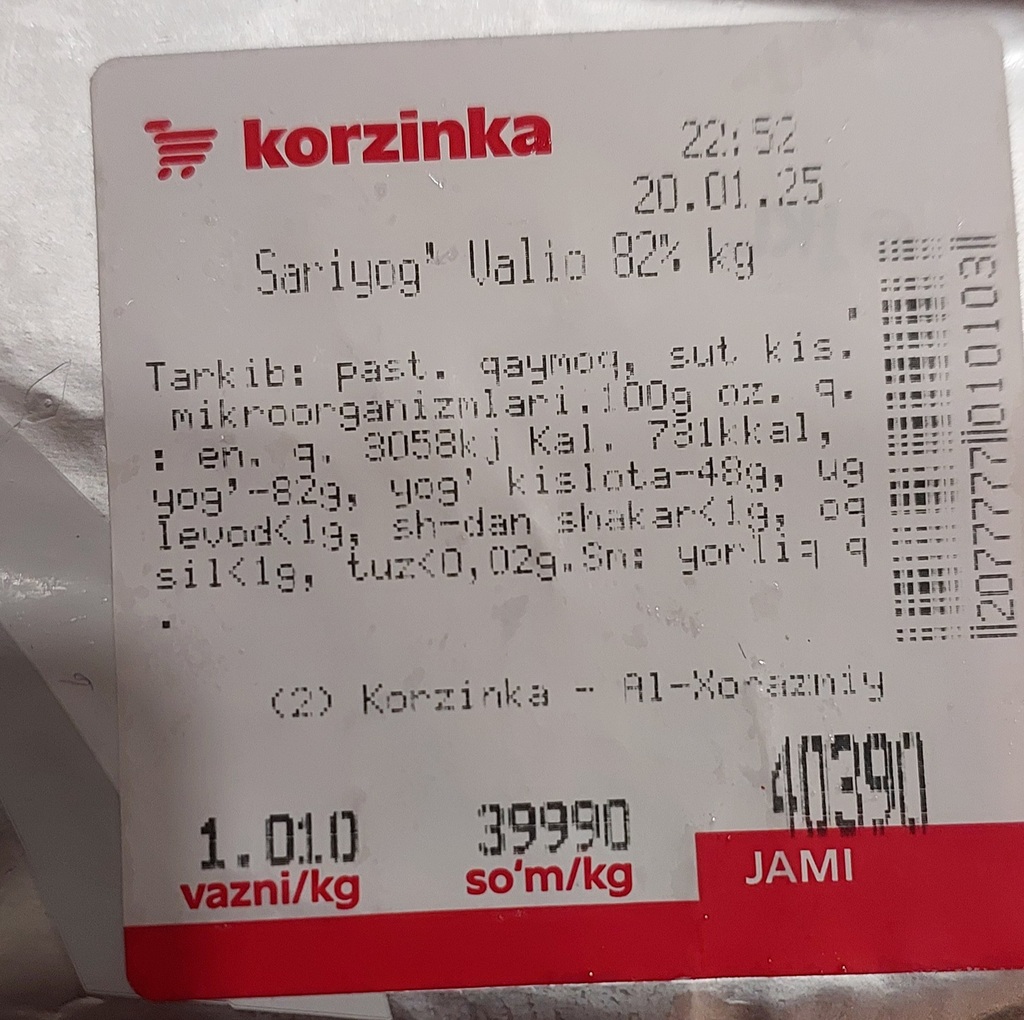 korzinka
22:52
20.01.25
Sariyog' Valio 82% kg
.
Tarkib: past. qaymoq, sut kis.
mikroorganizmlari.100g oz. q.
: en. q. 3058kj Kal. 731kkal,
yog'-82g, yog' kislota-48g, ug
levod<1g, sh-dan shakar<1g, oq
sil<1g, tuz<0,02g.Sn: yorliq q
.
(2) Korzinka - Al-Xorazmiy
40390
1.010
39990
vazni/kg
so'm/kg
JAMI